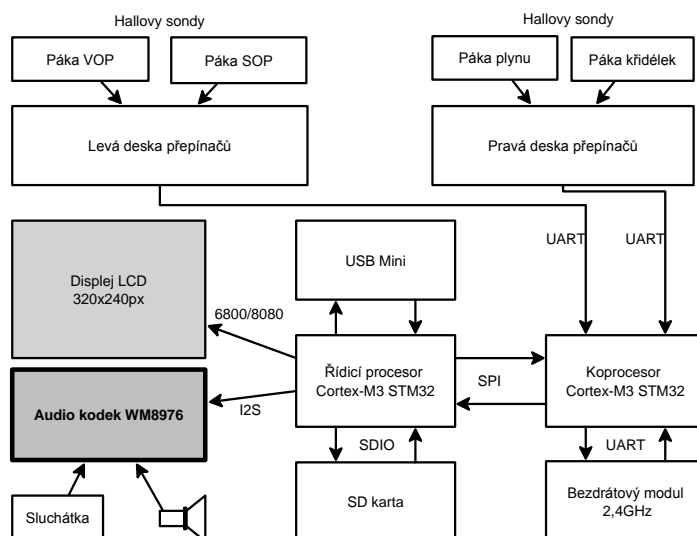 Hallovy sondy
Hallovy sondy
Páka VOP
Páka SOP
Páka plynu
Páka křidélek
Levá deska přepínačů
Pravá deska přepínačů
UART
UART
USB Mini
Displej LCD
320x240px
6800/8080
Řídicí procesor
Cortex-M3 STM32
SPI
Koprocesor
Cortex-M3 STM32
Audio kodek WM8976
I2S
SDIO
UART
Sluchátka
SD karta
Bezdrátový modul
2,4GHz